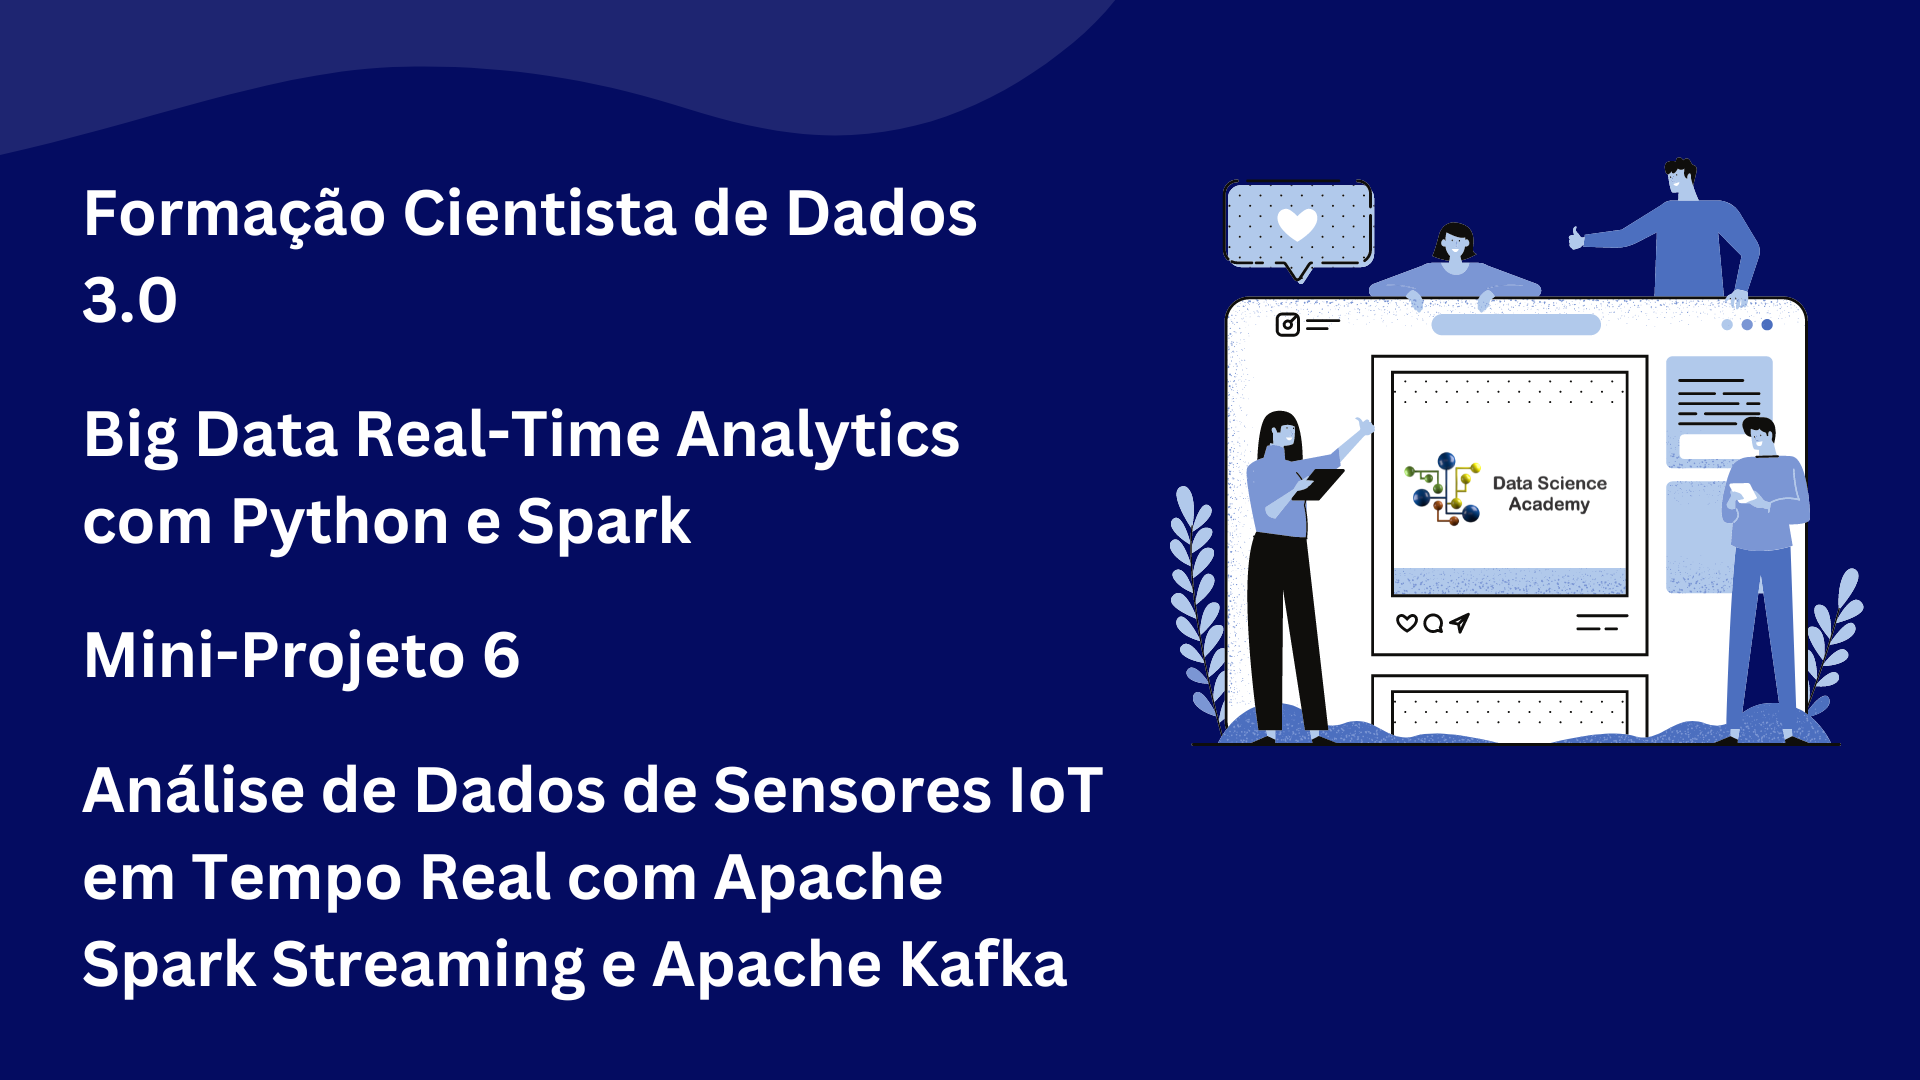 Formação Cientista de Dados
3.0
Big Data Real-Time Analytics
com Python e Spark
Mini-Projeto 6
Análise de Dados de Sensores IoT
em Tempo Real com Apache
Spark Streaming e Apache Kafka
Data Science
Academy